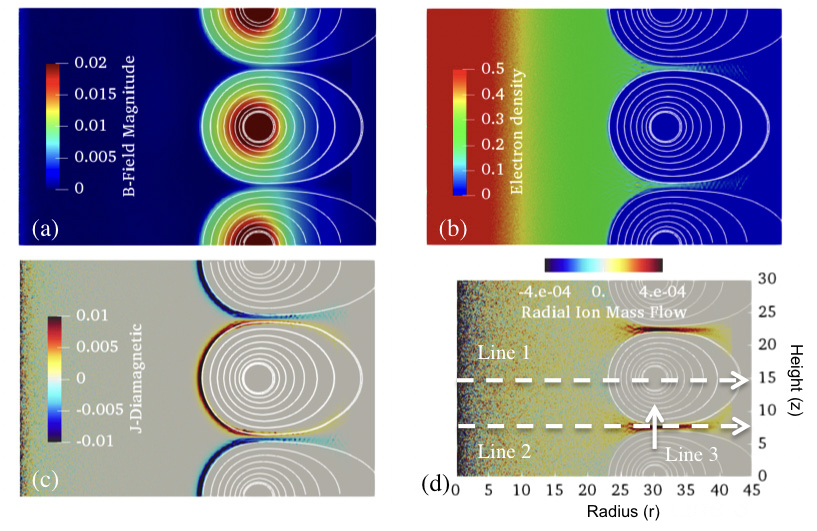 0.02
0.015
0.01
0.005
0
B-Field Magnitude
(a)
0.5
0.4
0.3
0.2
0.1
0
Electron density
(b)
0.01
0.005
0
-0.005
-0.01
J-Diamagnetic
(c)
-4.e-04 0. 4.e-04
Radial Ion Mass Flow
Line 1
Line 2
Line 3
30
25
20
15
10
5
0
Height (z)
(d)
0 5 10 15 20 25 30 35 40 45
Radius (r)